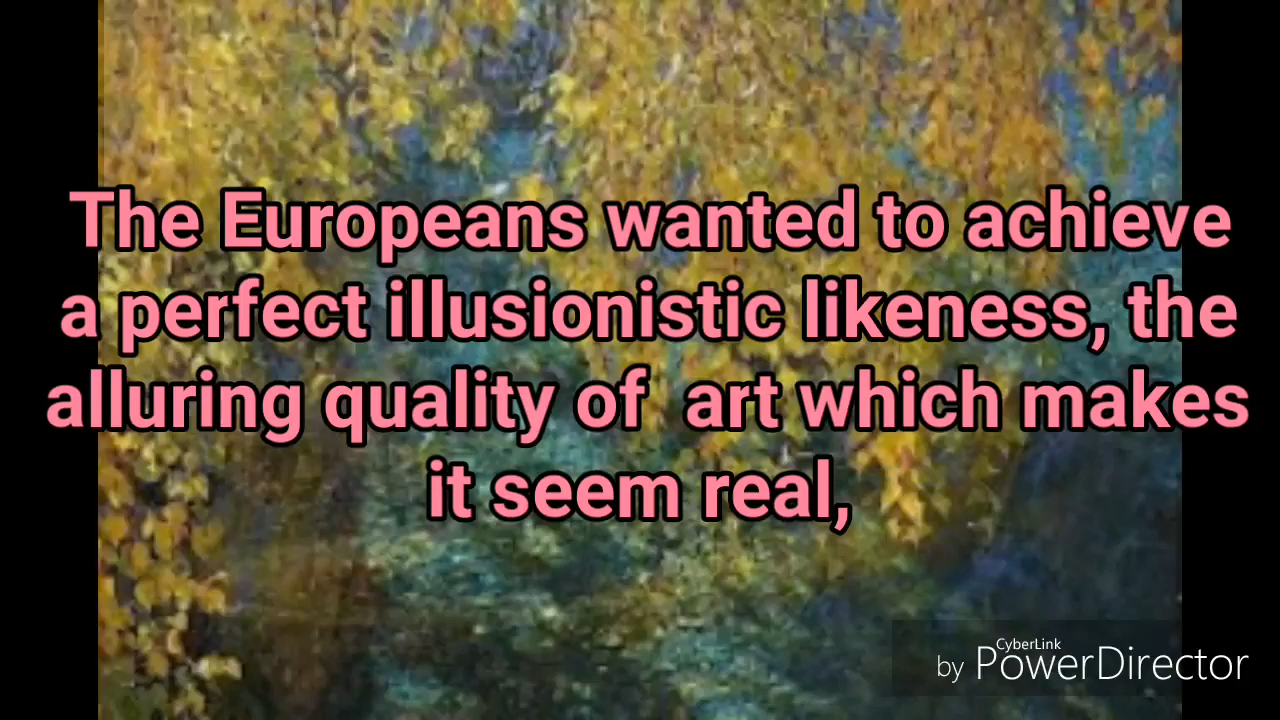 The Europeans wanted to achieve
a perfect illusionistic likeness, the
alluring quality of art which makes
it seem real,
CyberLink
by PowerDirector